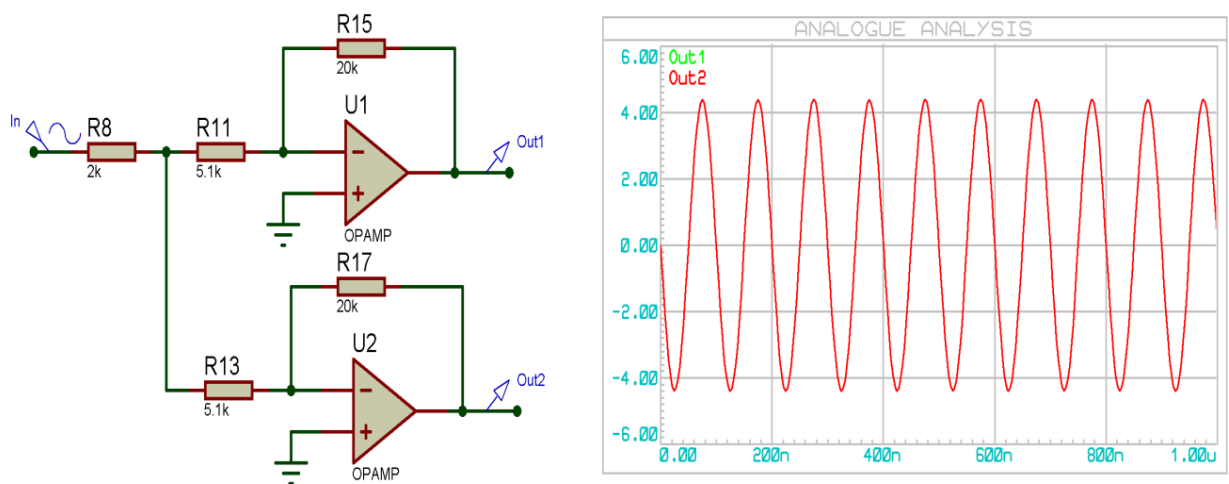 R15
20k
U1
In
R8
2k
R11
5.1k
Out1
OPAMP
R17
20k
U2
R13
5.1k
Out2
OPAMP
ANALOGUE ANALYSIS
6.00
Out1
Out2
4.00
2.00
0.00
-2.00
-4.00
-6.00
0.00 200n 400n 600n 800n 1.00u